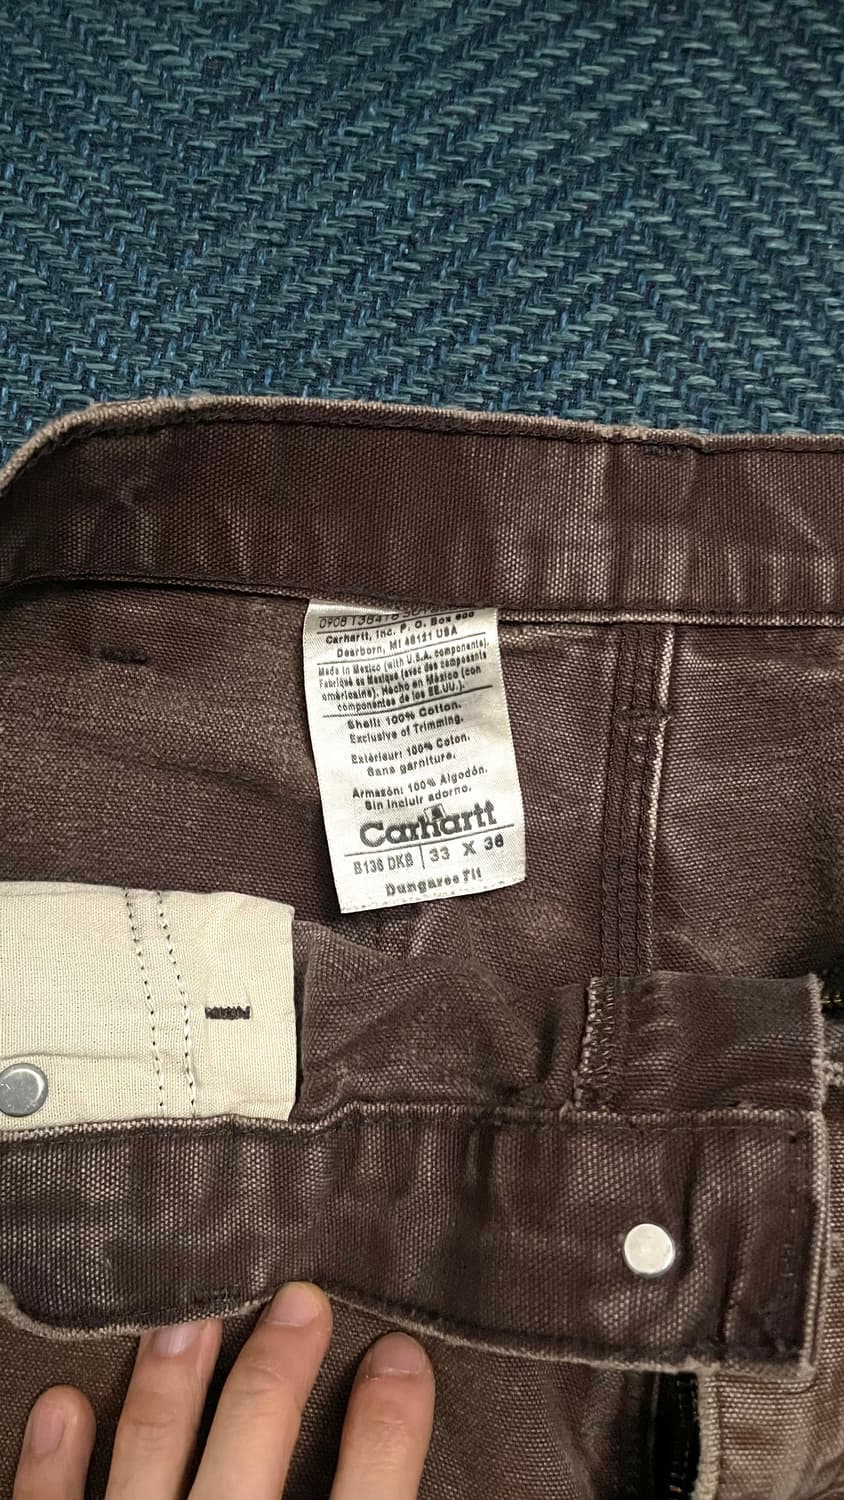 Carhartt, Inc. P. O. Box 600
Dearborn, MI 48121 USA
Made in Mexico (with U.S.A. components).
Fabriqué au Mexique (avec des composants
américains). Hecho en México (con
componentes de los EE.UU.).
Shell: 100% Cotton.
Exclusive of Trimming.
Extérieur: 100% Coton.
Sans garniture.
Armazón: 100% Algodón.
Sin incluir adorno.
Carhartt
B136 DKB 33 X 36
Dungaree Fit